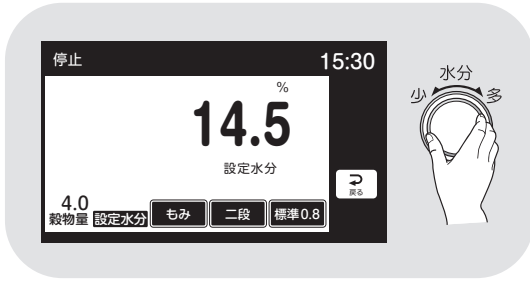 停止 15:30
%
14.5
設定水分
戻る
4.0
穀物量 設定水分 もみ 二段 標準0.8
水分
少 多